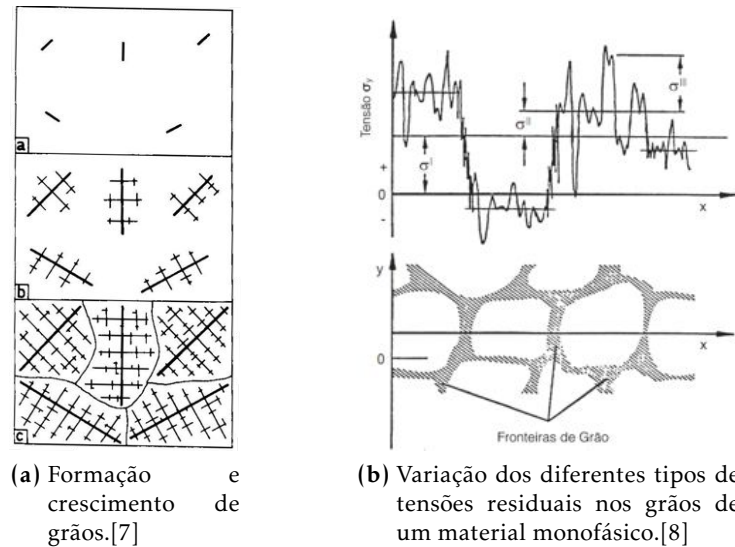 a
b
c
Tensão σy
+
0
-
σI
σII
σIII
x
y
0
x
Fronteiras de Grão
(a) Formação e
crescimento de
grãos.[7]
(b) Variação dos diferentes tipos de
tensões residuais nos grãos de
um material monofásico.[8]